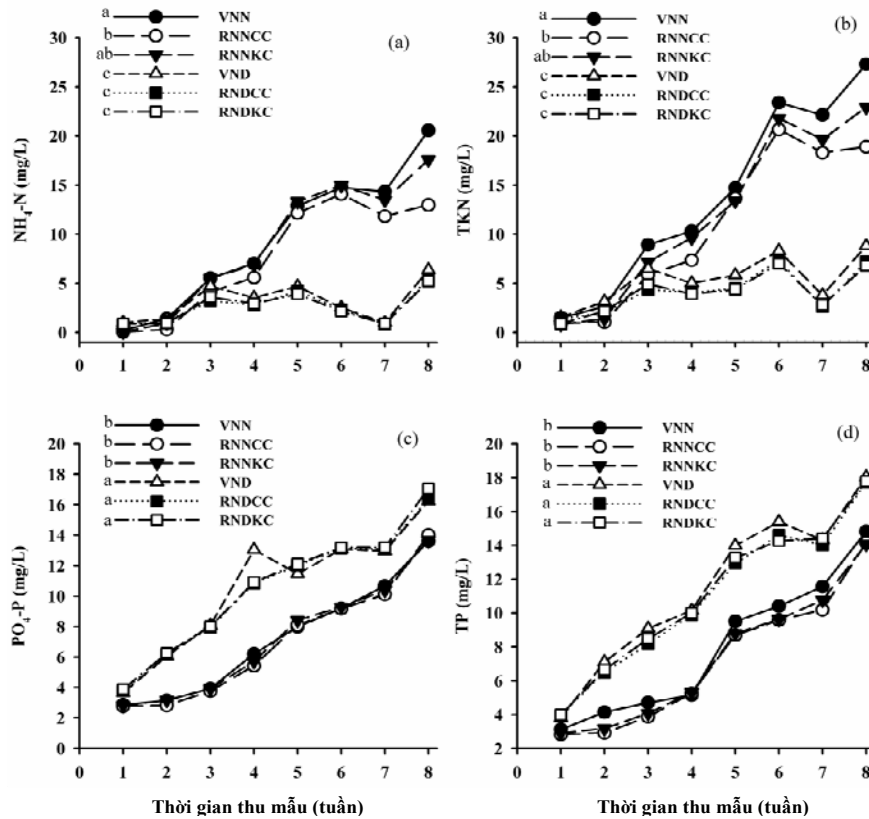 a VNN
b RNNCC
ab RNNKC
c VND
c RNDCC
c RNDKC
(a)
NH4-N (mg/L)
30
25
20
15
10
5
0
0 1 2 3 4 5 6 7 8
a VNN
b RNNCC
ab RNNKC
c VND
c RNDCC
c RNDKC
(b)
TKN (mg/L)
30
25
20
15
10
5
0
0 1 2 3 4 5 6 7 8
b VNN
b RNNCC
b RNNKC
a VND
a RNDCC
a RNDKC
(c)
PO4-P (mg/L)
20
18
16
14
12
10
8
6
4
2
0
0 1 2 3 4 5 6 7 8
Thời gian thu mẫu (tuần)
b VNN
b RNNCC
b RNNKC
a VND
a RNDCC
a RNDKC
(d)
TP (mg/L)
20
18
16
14
12
10
8
6
4
2
0 1 2 3 4 5 6 7 8
Thời gian thu mẫu (tuần)